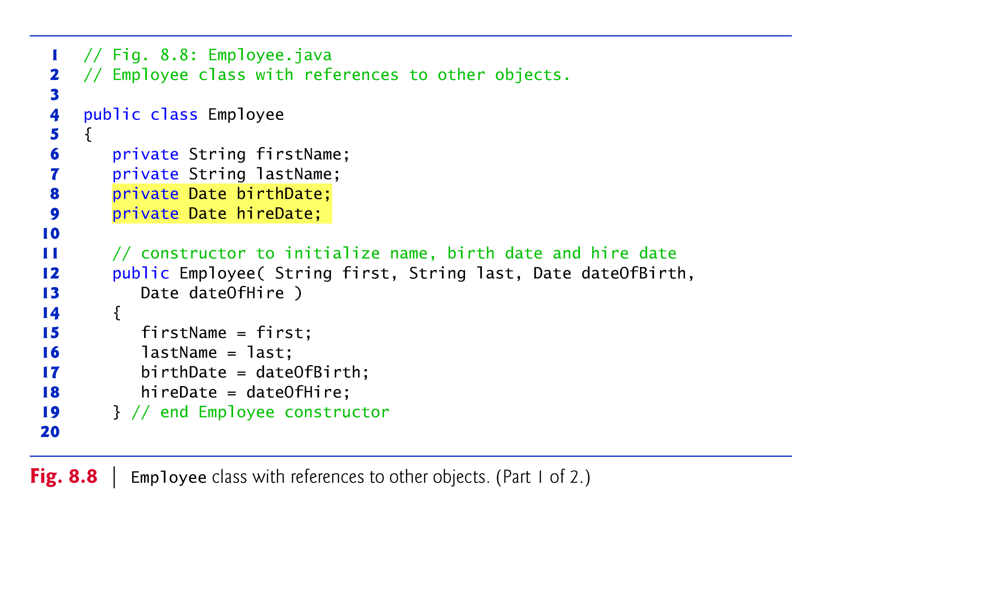 1 // Fig. 8.8: Employee.java
2 // Employee class with references to other objects.
3
4 public class Employee
5 {
6    private String firstName;
7    private String lastName;
8    private Date birthDate;
9    private Date hireDate;
10
11    // constructor to initialize name, birth date and hire date
12    public Employee( String first, String last, Date dateOfBirth,
13       Date dateOfHire )
14    {
15       firstName = first;
16       lastName = last;
17       birthDate = dateOfBirth;
18       hireDate = dateOfHire;
19    } // end Employee constructor
20
Fig. 8.8 | Employee class with references to other objects. (Part 1 of 2.)